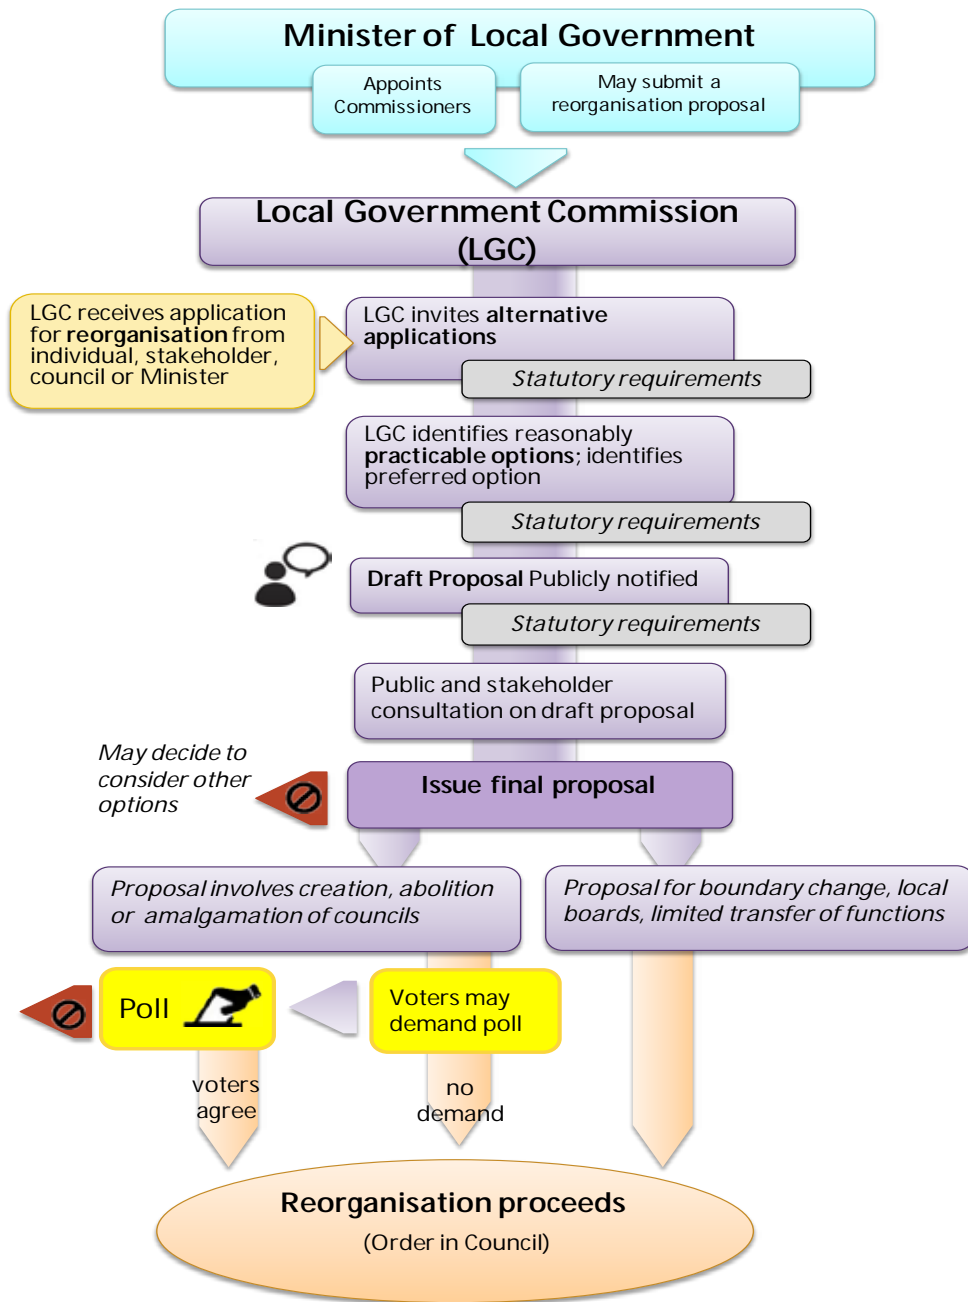 Minister of Local Government
Appoints
Commissioners
May submit a
reorganisation proposal
Local Government Commission
(LGC)
LGC receives application
for reorganisation from
individual, stakeholder,
council or Minister
LGC invites alternative
applications
Statutory requirements
LGC identifies reasonably
practicable options; identifies
preferred option
Statutory requirements
Draft Proposal Publicly notified
Statutory requirements
Public and stakeholder
consultation on draft proposal
May decide to
consider other
options
Issue final proposal
Proposal involves creation, abolition
or amalgamation of councils
Proposal for boundary change, local
boards, limited transfer of functions
Poll
Voters may
demand poll
voters
agree
no
demand
Reorganisation proceeds
(Order in Council)